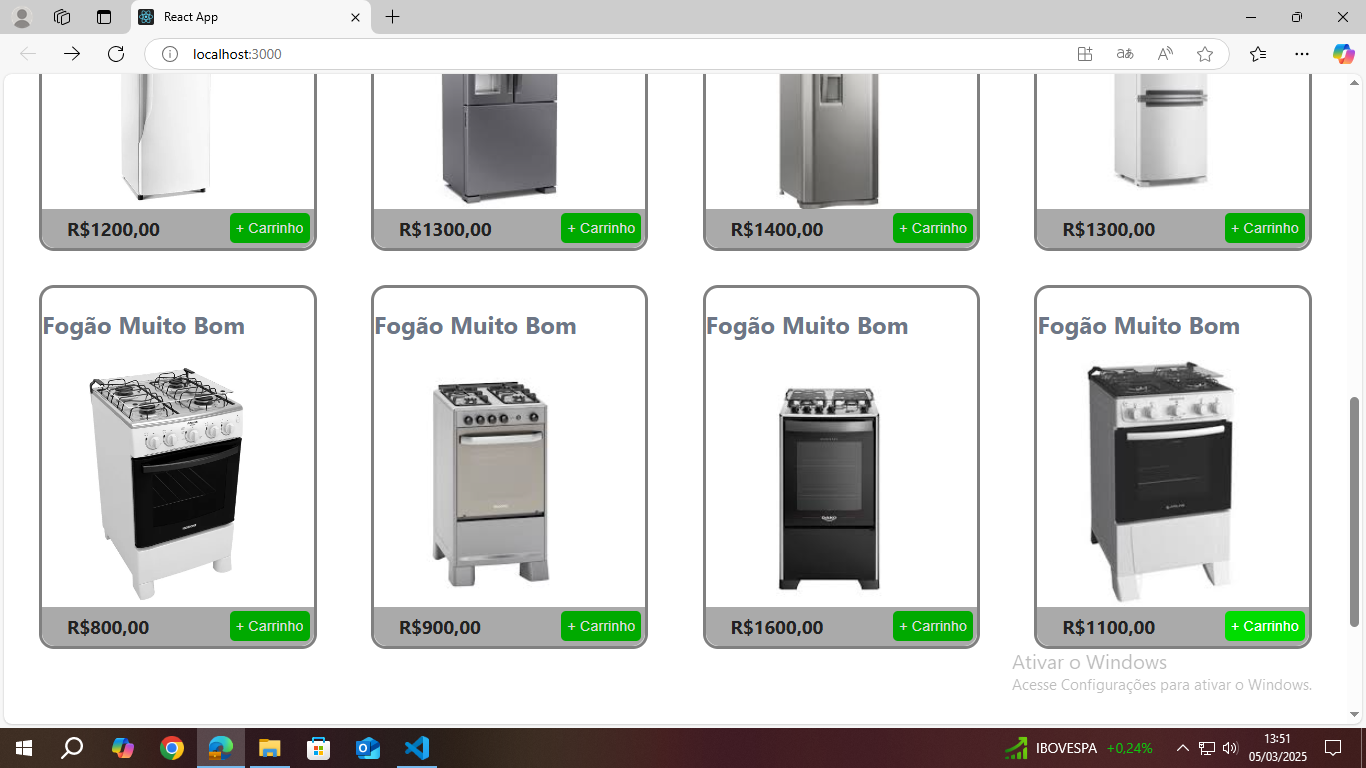 React App
localhost:3000
R$1200,00 + Carrinho R$1300,00 + Carrinho R$1400,00 + Carrinho R$1300,00 + Carrinho
Fogão Muito Bom Fogão Muito Bom Fogão Muito Bom Fogão Muito Bom
R$800,00 + Carrinho R$900,00 + Carrinho R$1600,00 + Carrinho R$1100,00 + Carrinho
Ativar o Windows
Acesse Configurações para ativar o Windows.
IBOVESPA +0,24%
13:51
05/03/2025